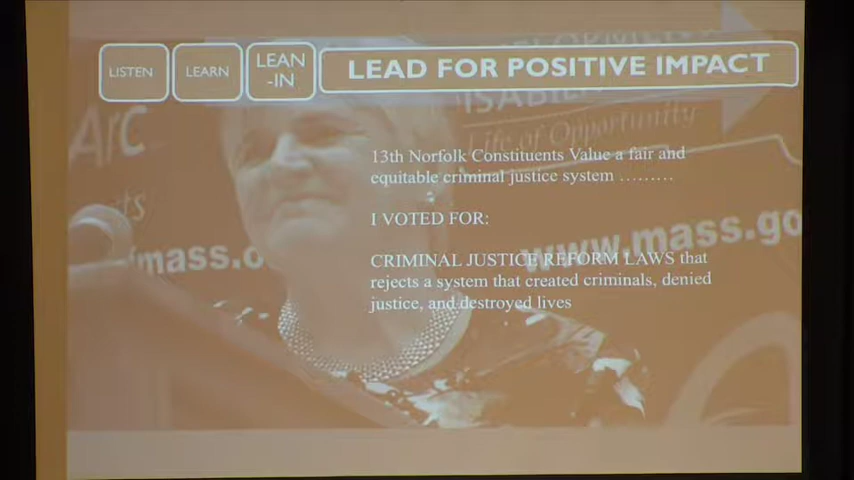 LISTEN
LEARN
LEAN
-IN
LEAD FOR POSITIVE IMPACT
Arc
Life of Opportunity
13th Norfolk Constituents Value a fair and
equitable criminal justice system ………
I VOTED FOR:
www.mass.go
mass.
CRIMINAL JUSTICE REFORM LAWS that
rejects a system that created criminals, denied
justice, and destroyed lives